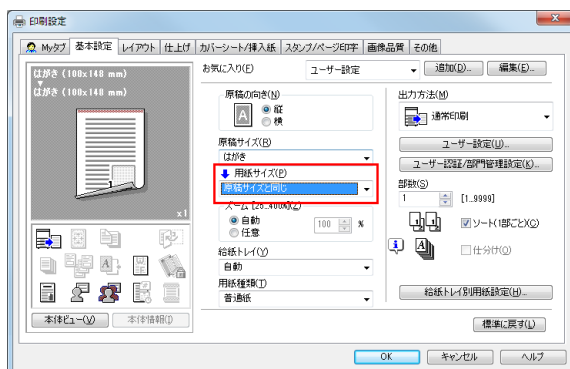 印刷設定
Myタブ 基本設定 レイアウト 仕上げ カバーシート/挿入紙 スタンプ/ページ印字 画像品質 その他
はがき (100x148 mm)
はがき (100x148 mm)
1
x1
本体ビュー(V) 本体情報(I)
お気に入り(F) ユーザー設定 追加(D)... 編集(E)...
原稿の向き(N)
A
縦
横
原稿サイズ(R)
はがき
用紙サイズ(P)
原稿サイズと同じ
ズーム [25..400%](Z)
自動
任意
100 %
給紙トレイ(Y)
自動
用紙種類(T)
普通紙
出力方法(M)
通常印刷
ユーザー設定(U)...
ユーザー認証/部門管理設定(K)...
部数(S)
1 [1..9999]
ソート(1部ごと)(C)
仕分け(O)
給紙トレイ別用紙設定(H)...
標準に戻す(L)
OK キャンセル ヘルプ